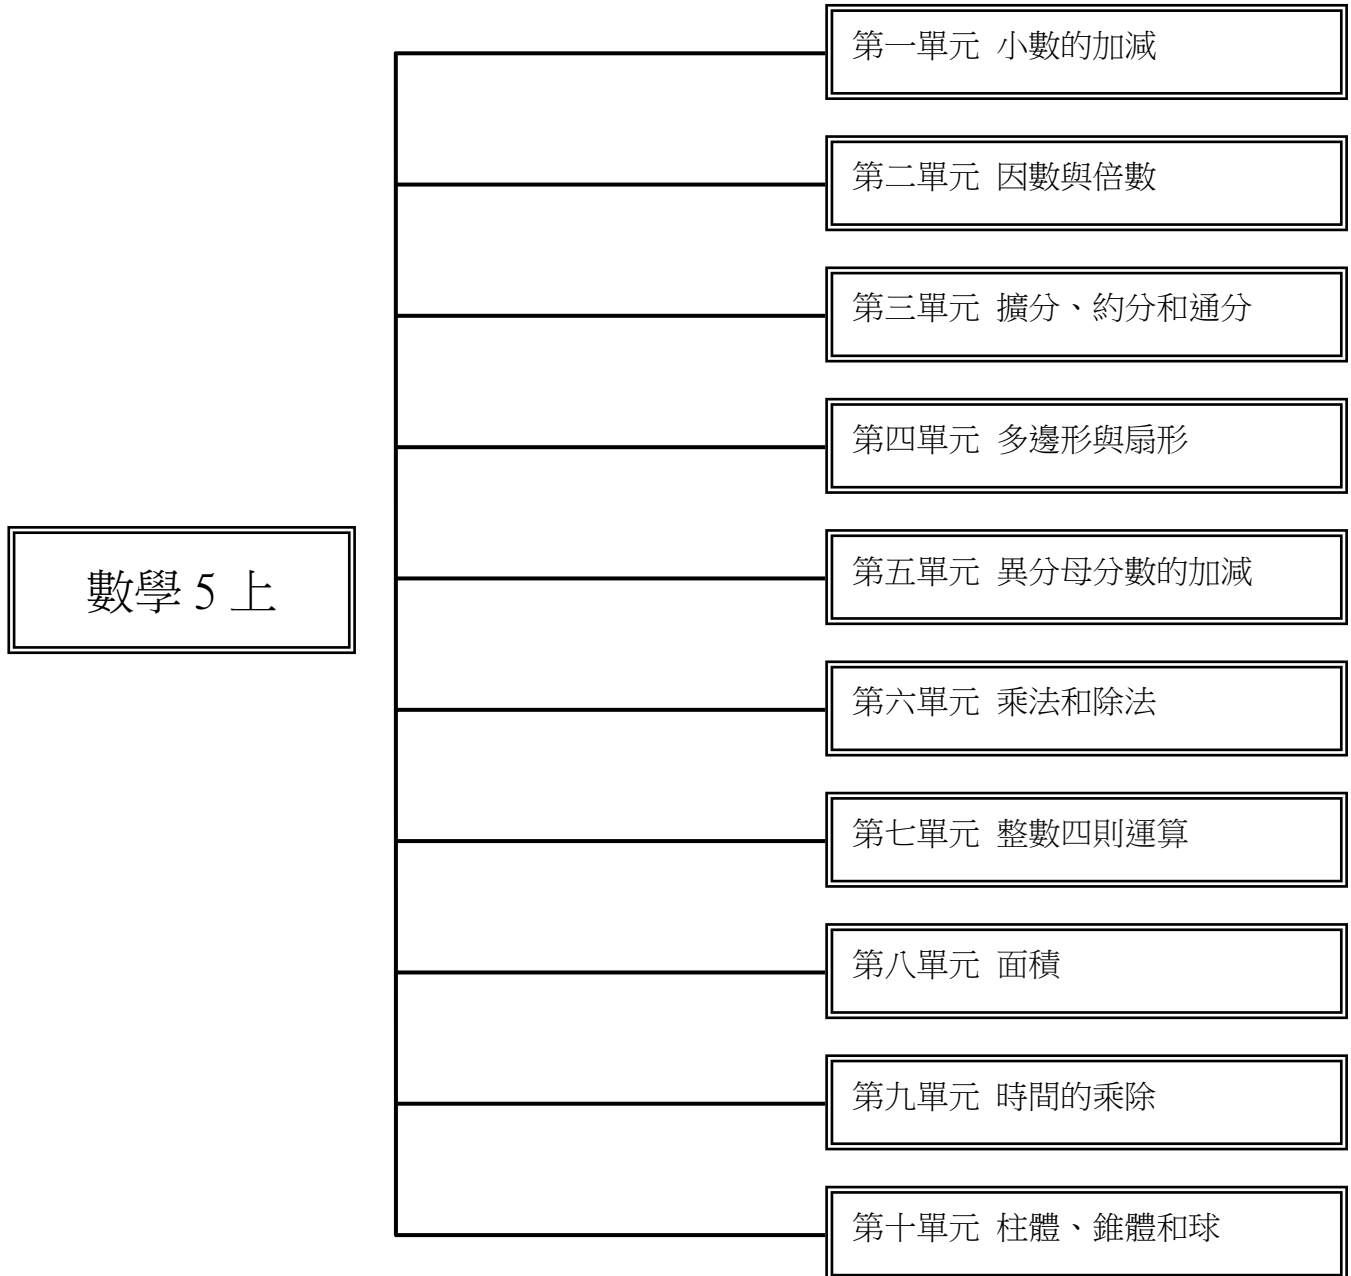 第一單元 小數的加減
第二單元 因數與倍數
第三單元 擴分、約分和通分
第四單元 多邊形與扇形
第五單元 異分母分數的加減
數學 5 上
第六單元 乘法和除法
第七單元 整數四則運算
第八單元 面積
第九單元 時間的乘除
第十單元 柱體、錐體和球